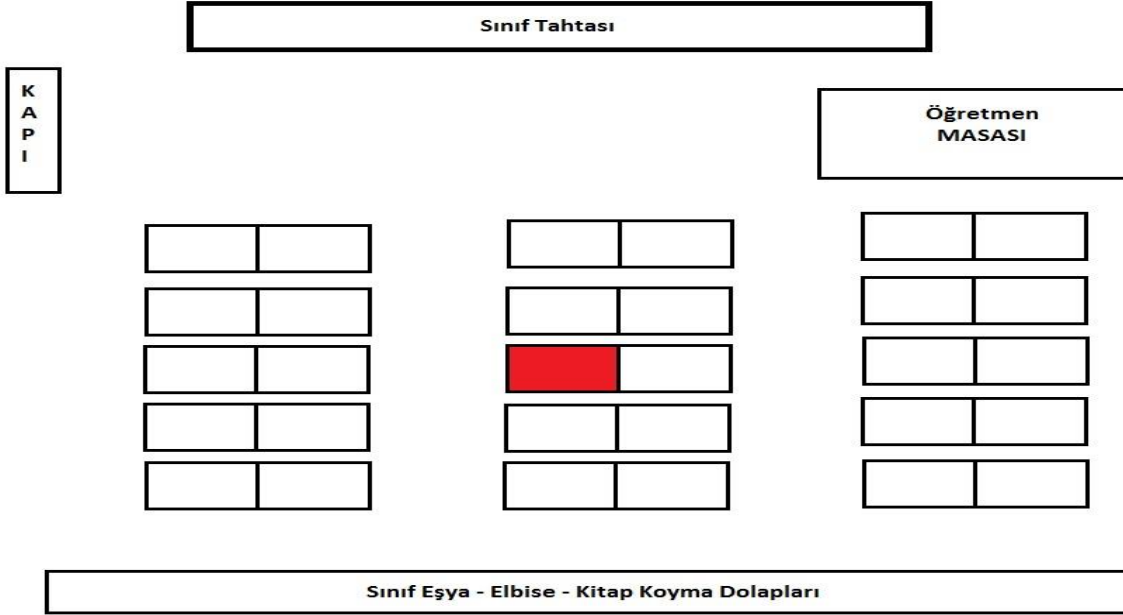 Sınıf Tahtası
K
A
P
I
Öğretmen
MASASI
Sınıf Eşya - Elbise - Kitap Koyma Dolapları